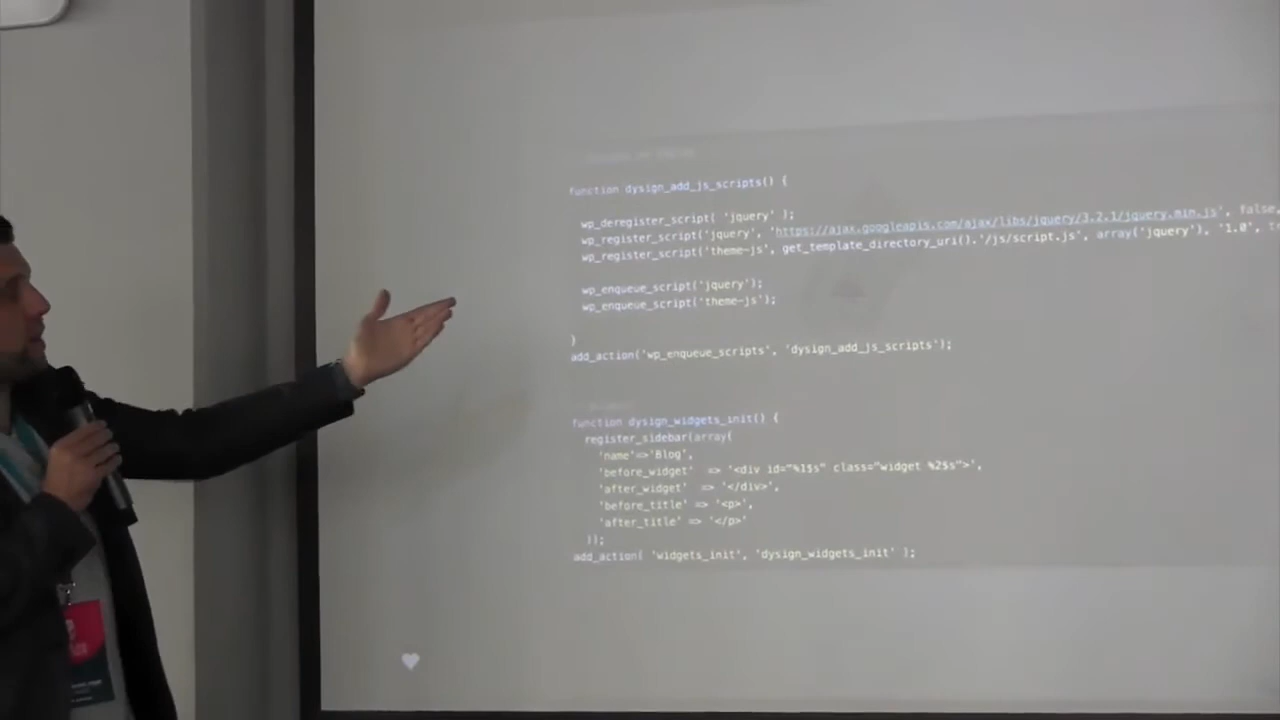 function dysign_add_js_scripts() {
wp_deregister_script( 'jquery' );
wp_register_script('jquery', 'https://ajax.googleapis.com/ajax/libs/jquery/3.2.1/jquery.min.js', false,
wp_register_script('theme-js', get_template_directory_uri().'/js/script.js', array('jquery'), '1.0',
wp_enqueue_script('jquery');
wp_enqueue_script('theme-js');
}
add_action('wp_enqueue_scripts', 'dysign_add_js_scripts');
function dysign_widgets_init() {
register_sidebar(array(
'name'=>'Blog',
'before_widget' => '<div id="%1$s" class="widget %2$s">',
'after_widget' => '</div>',
'before_title' => '<p>',
'after_title' => '</p>'
));
add_action( 'widgets_init', 'dysign_widgets_init' );